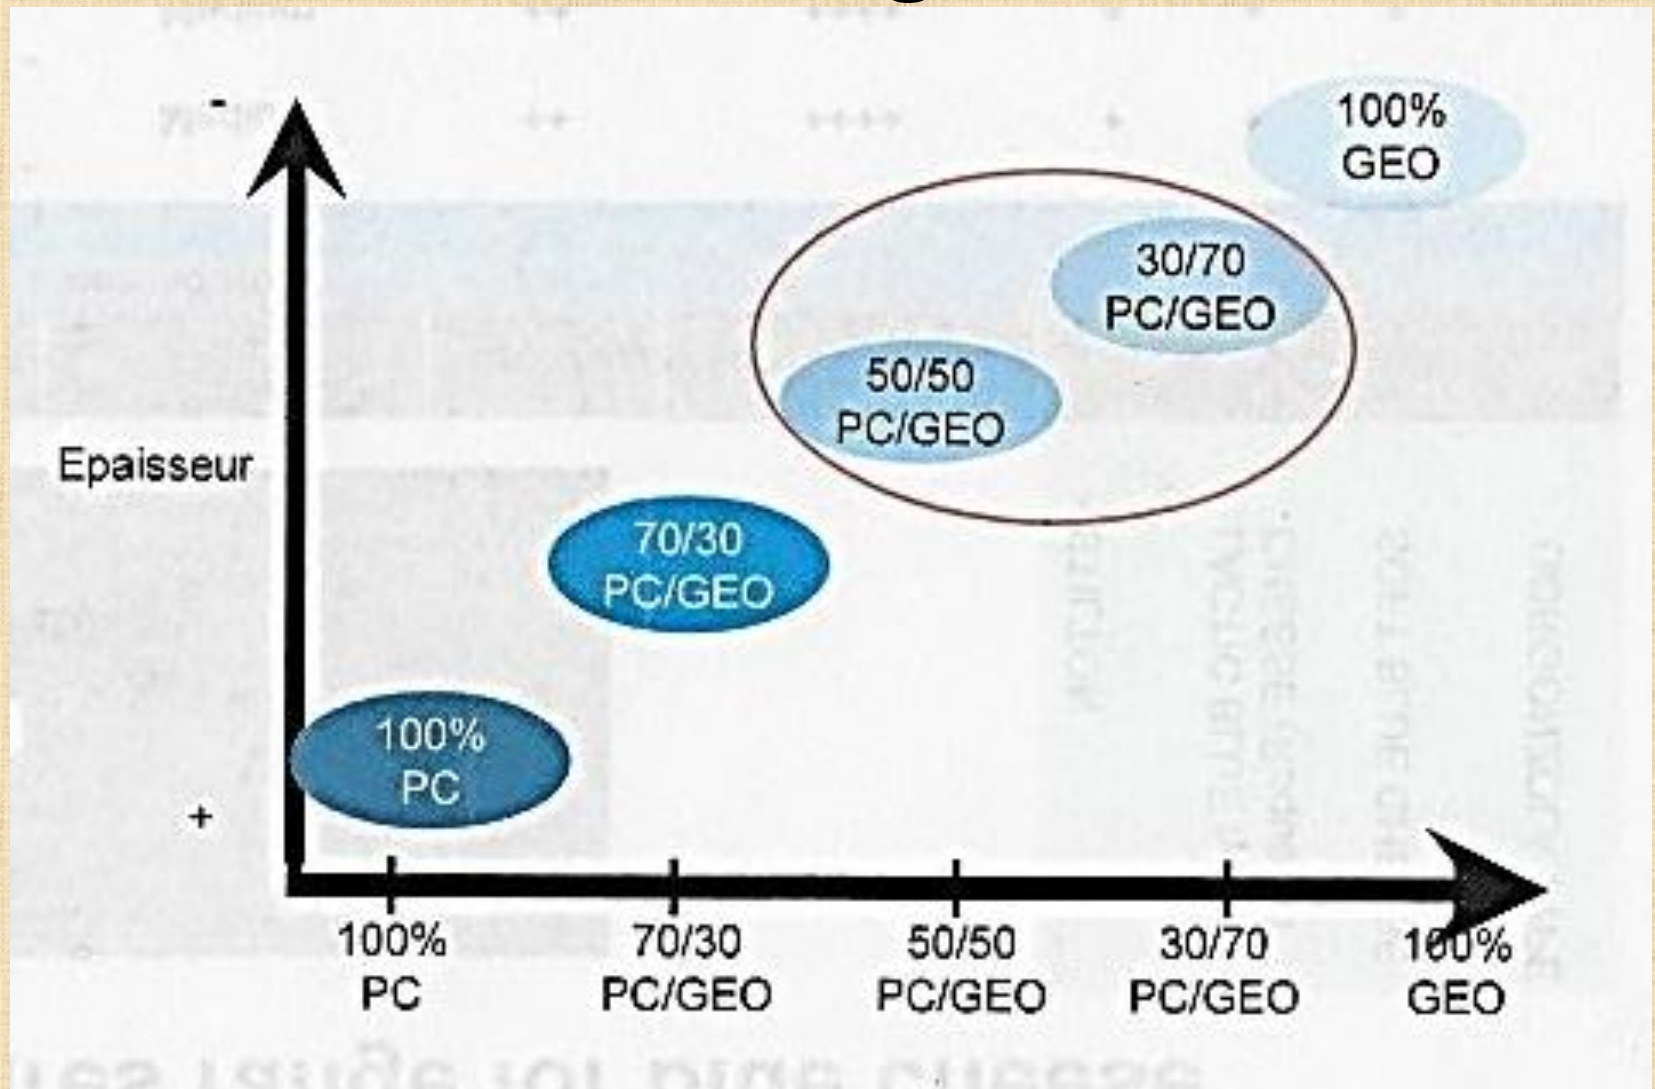 -
100%
GEO
30/70
PC/GEO
50/50
PC/GEO
Epaisseur
70/30
PC/GEO
100%
PC
+
100%
PC
70/30
PC/GEO
50/50
PC/GEO
30/70
PC/GEO
100%
GEO